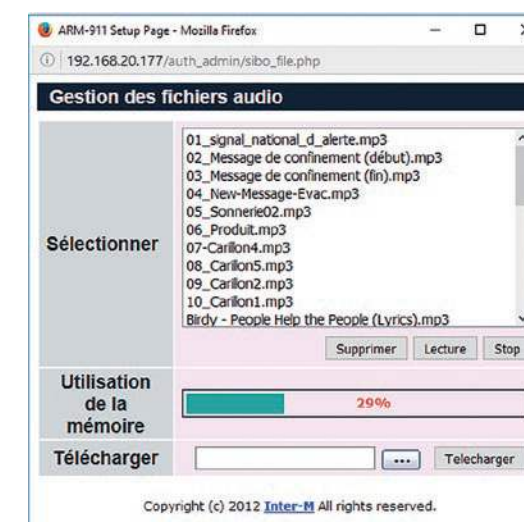 ARM-911 Setup Page - Mozilla Firefox
192.168.20.177/auth_admin/sibo_file.php
Gestion des fichiers audio
Sélectionner
01_signal_national_d_alerte.mp3
02_Message de confinement (début).mp3
03_Message de confinement (fin).mp3
04_New-Message-Evac.mp3
05_Sonnerie02.mp3
06_Produit.mp3
07-Carillon4.mp3
08_Carillon5.mp3
09_Carillon2.mp3
10_Carillon1.mp3
Birdy - People Help the People (Lyrics).mp3
Supprimer Lecture Stop
Utilisation
de la
mémoire
29%
Télécharger ... Telecharger
Copyright (c) 2012 Inter-M All rights reserved.